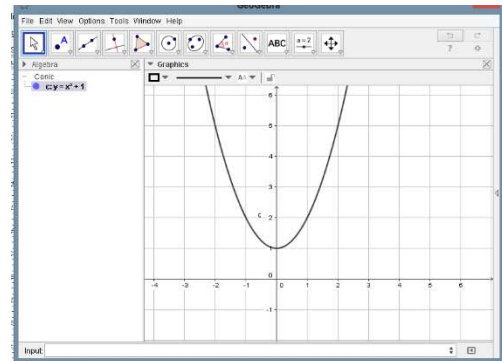 GeoGebra
File Edit View Options Tools Window Help
A ABC a=2
?
Algebra
Graphics
Conic
c: y = x² + 1
AA
6
5
4
3
c 2
1
0
-4 -3 -2 -1 0 1 2 3 4 5 6
-1
Input: